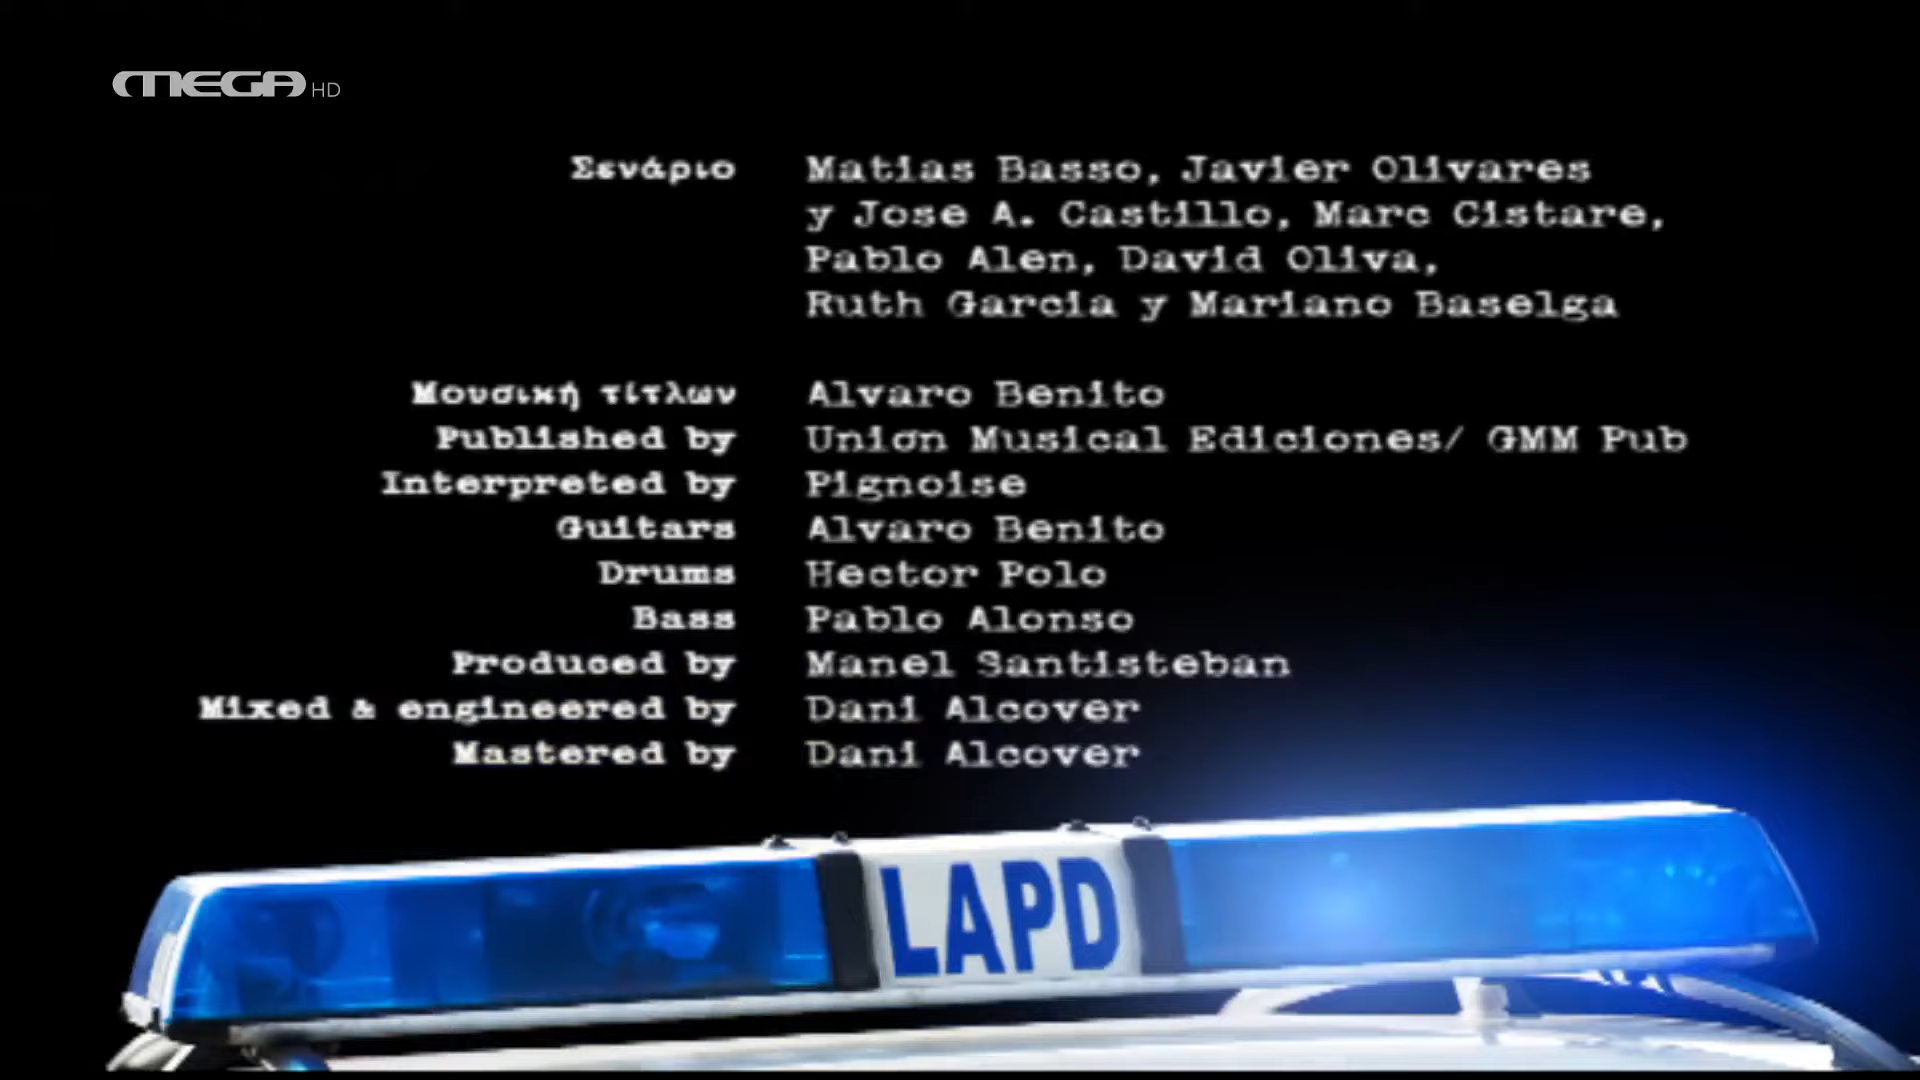 MEGA HD
Σενάριο Matias Basso, Javier Olivares
y Jose A. Castillo, Marc Cistare,
Pablo Alen, David Oliva,
Ruth Garcia y Mariano Baselga
Μουσική τίτλων Alvaro Benito
Published by Union Musical Ediciones/ GMM Pub
Interpreted by Pignoise
Guitars Alvaro Benito
Drums Hector Polo
Bass Pablo Alonso
Produced by Manel Santisteban
Mixed & engineered by Dani Alcover
Mastered by Dani Alcover
LAPD